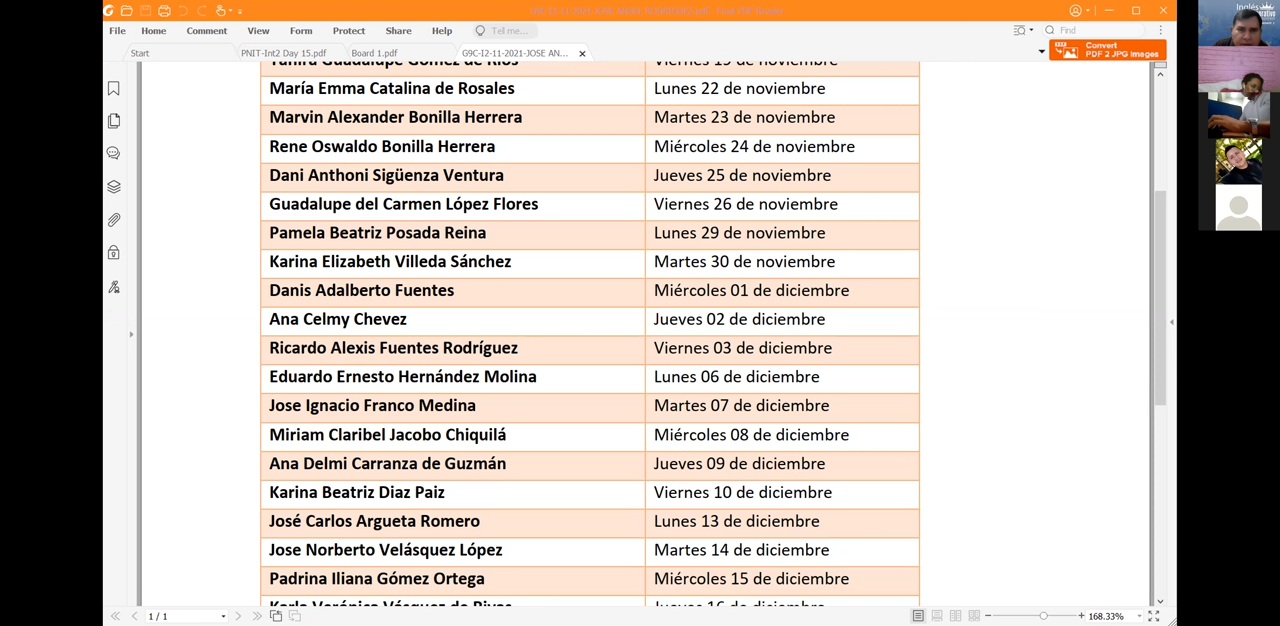 File Home Comment View Form Protect Share Help Tell me... Find
Convert
PDF 2 JPG Images
Start PNIT-Int2 Day 15.pdf Board 1.pdf G9C-I2-11-2021-JOSE AN...
María Emma Catalina de Rosales Lunes 22 de noviembre
Marvin Alexander Bonilla Herrera Martes 23 de noviembre
Rene Oswaldo Bonilla Herrera Miércoles 24 de noviembre
Dani Anthoni Sigüenza Ventura Jueves 25 de noviembre
Guadalupe del Carmen López Flores Viernes 26 de noviembre
Pamela Beatriz Posada Reina Lunes 29 de noviembre
Karina Elizabeth Villeda Sánchez Martes 30 de noviembre
Danis Adalberto Fuentes Miércoles 01 de diciembre
Ana Celmy Chevez Jueves 02 de diciembre
Ricardo Alexis Fuentes Rodríguez Viernes 03 de diciembre
Eduardo Ernesto Hernández Molina Lunes 06 de diciembre
Jose Ignacio Franco Medina Martes 07 de diciembre
Miriam Claribel Jacobo Chiquilá Miércoles 08 de diciembre
Ana Delmi Carranza de Guzmán Jueves 09 de diciembre
Karina Beatriz Diaz Paiz Viernes 10 de diciembre
José Carlos Argueta Romero Lunes 13 de diciembre
Jose Norberto Velásquez López Martes 14 de diciembre
Padrina Iliana Gómez Ortega Miércoles 15 de diciembre
1 / 1 168.33%